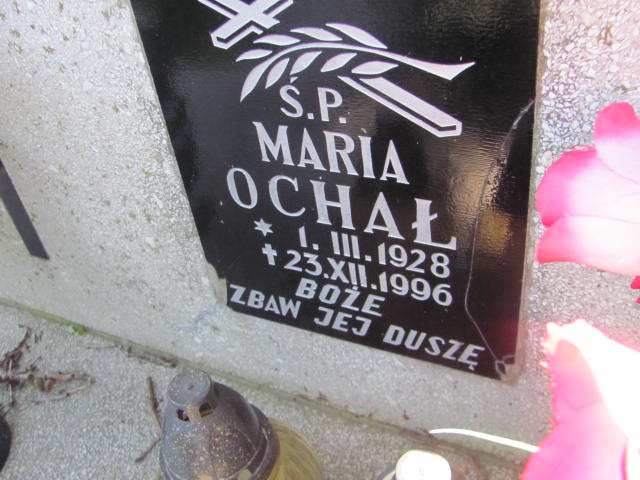 Ś.P.
MARIA
OCHAŁ
* 1. III. 1928
✝ 23.XII.1996
BOŻE
ZBAW JEJ DUSZĘ